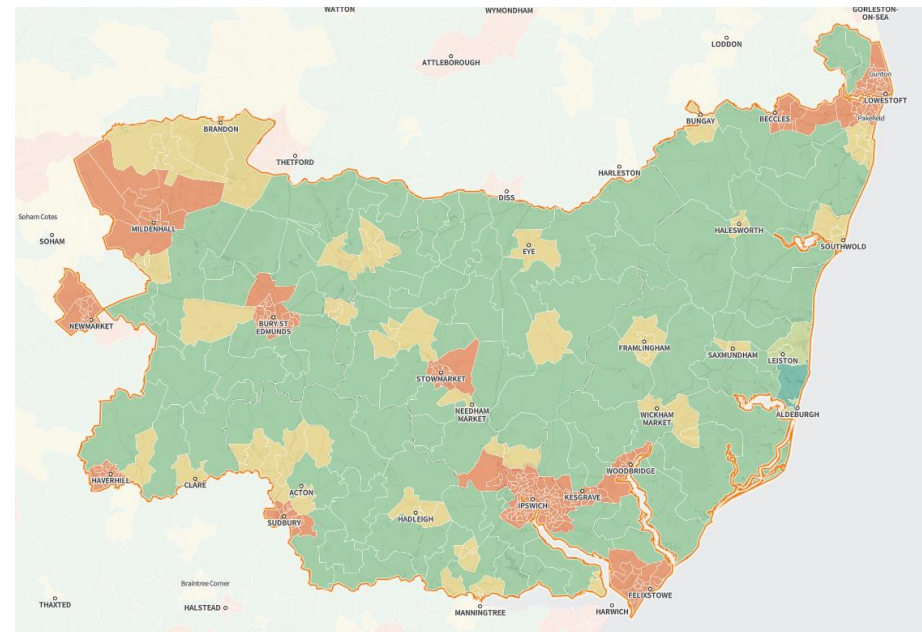 WATTON
WYMONDHAM
GORLESTON-
ON-SEA
LODDON
ATTLEBOROUGH
Gunton
LOWESTOFT
BUNGAY
BECCLES
Pakefield
BRANDON
THETFORD
HARLESTON
DISS
Soham Cotes
MILDENHALL
HALESWORTH
SOHAM
EYE
SOUTHWOLD
NEWMARKET
BURY ST
EDMUNDS
FRAMLINGHAM
SAXMUNDHAM
LEISTON
STOWMARKET
NEEDHAM
MARKET
WICKHAM
MARKET
ALDEBURGH
WOODBRIDGE
HAVERHILL
CLARE
ACTON
KESGRAVE
IPSWICH
HADLEIGH
SUDBURY
Braintree Corner
FELIXSTOWE
THAXTED
HALSTEAD
MANNINGTREE
HARWICH